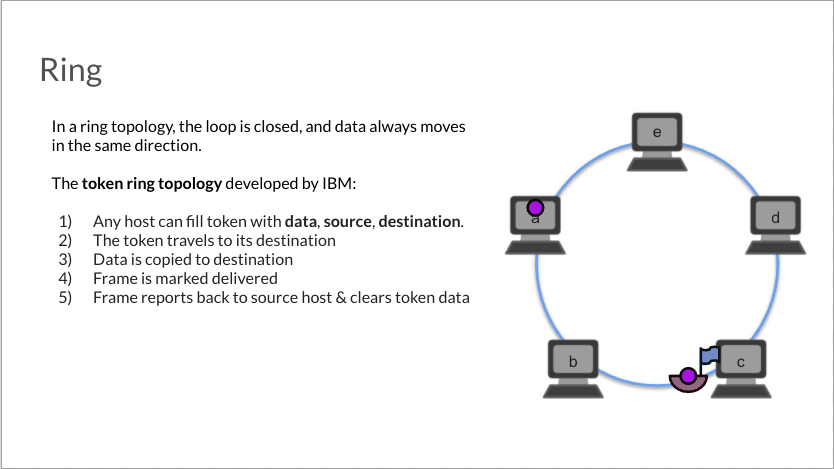 Ring
In a ring topology, the loop is closed, and data always moves
in the same direction.
The token ring topology developed by IBM:
1) Any host can fill token with data, source, destination.
2) The token travels to its destination
3) Data is copied to destination
4) Frame is marked delivered
5) Frame reports back to source host & clears token data
e
a
d
b
c